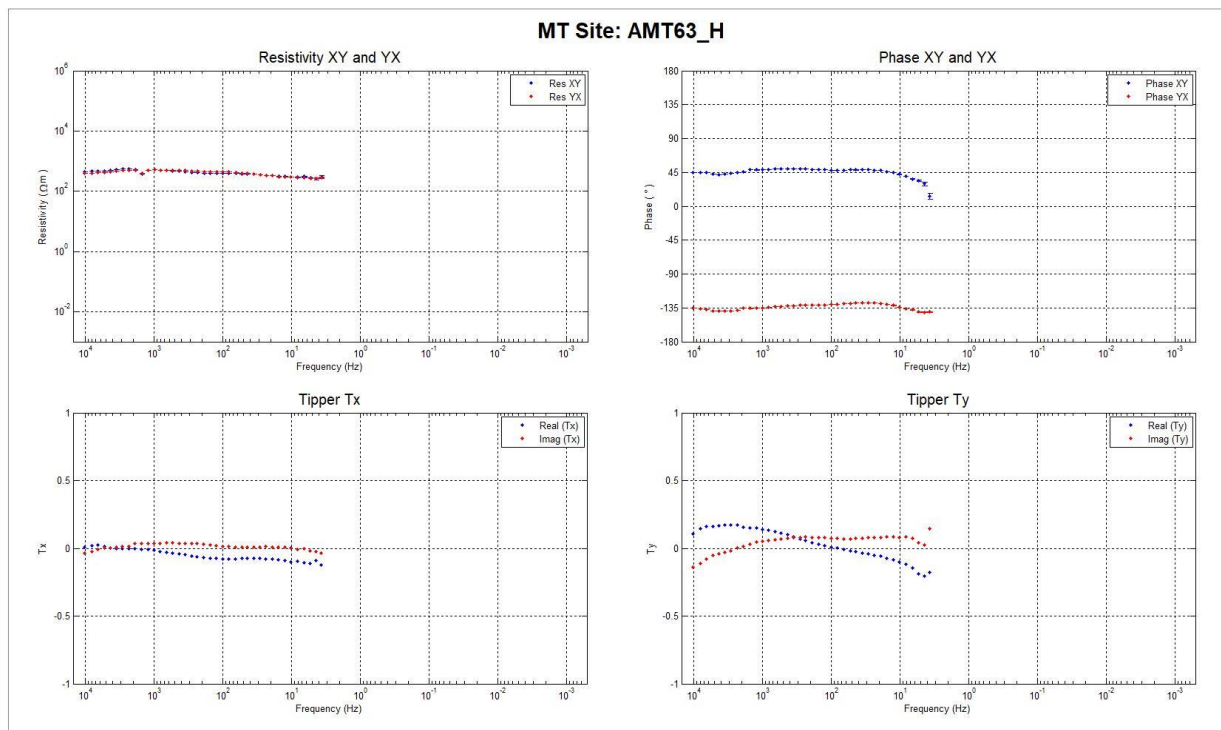 MT Site: AMT63_H
Resistivity XY and YX
Res XY
Res YX
10^6
10^4
10^2
10^0
10^-2
Resistivity (Ωm)
10^4 10^3 10^2 10^1 10^0 10^-1 10^-2 10^-3
Frequency (Hz)
Phase XY and YX
Phase XY
Phase YX
180
135
90
45
0
-45
-90
-135
-180
Phase (°)
10^4 10^3 10^2 10^1 10^0 10^-1 10^-2 10^-3
Frequency (Hz)
Tipper Tx
Real (Tx)
Imag (Tx)
1
0.5
0
-0.5
-1
Tx
10^4 10^3 10^2 10^1 10^0 10^-1 10^-2 10^-3
Frequency (Hz)
Tipper Ty
Real (Ty)
Imag (Ty)
1
0.5
0
-0.5
-1
Ty
10^4 10^3 10^2 10^1 10^0 10^-1 10^-2 10^-3
Frequency (Hz)